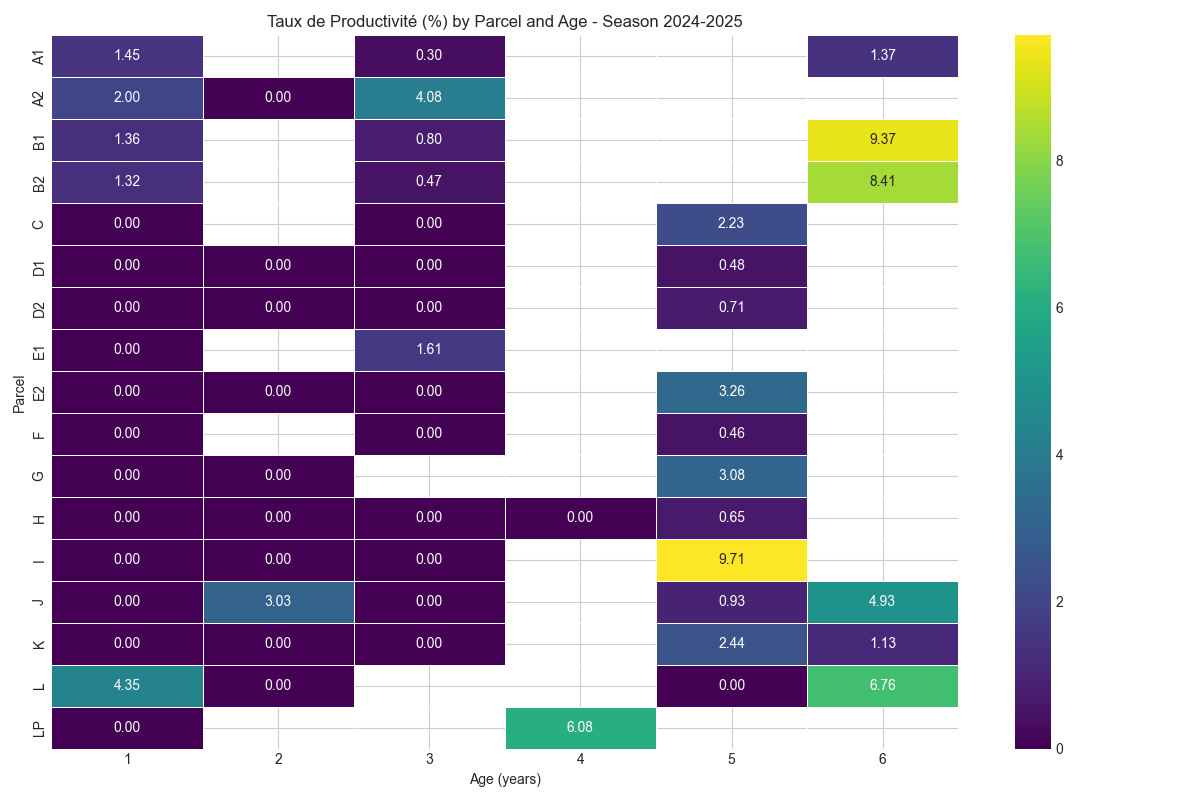 Taux de Productivité (%) by Parcel and Age - Season 2024-2025
A1 1.45 0.30 1.37
A2 2.00 0.00 4.08
B1 1.36 0.80 9.37
B2 1.32 0.47 8.41
C 0.00 0.00 2.23
D1 0.00 0.00 0.00 0.48
D2 0.00 0.00 0.00 0.71
E1 0.00 1.61
E2 0.00 0.00 0.00 3.26
F 0.00 0.00 0.46
G 0.00 0.00 3.08
H 0.00 0.00 0.00 0.00 0.65
I 0.00 0.00 0.00 9.71
J 0.00 3.03 0.00 0.93 4.93
K 0.00 0.00 0.00 2.44 1.13
L 4.35 0.00 0.00 6.76
LP 0.00 6.08
1 2 3 4 5 6
Age (years)
Parcel
8
6
4
2
0